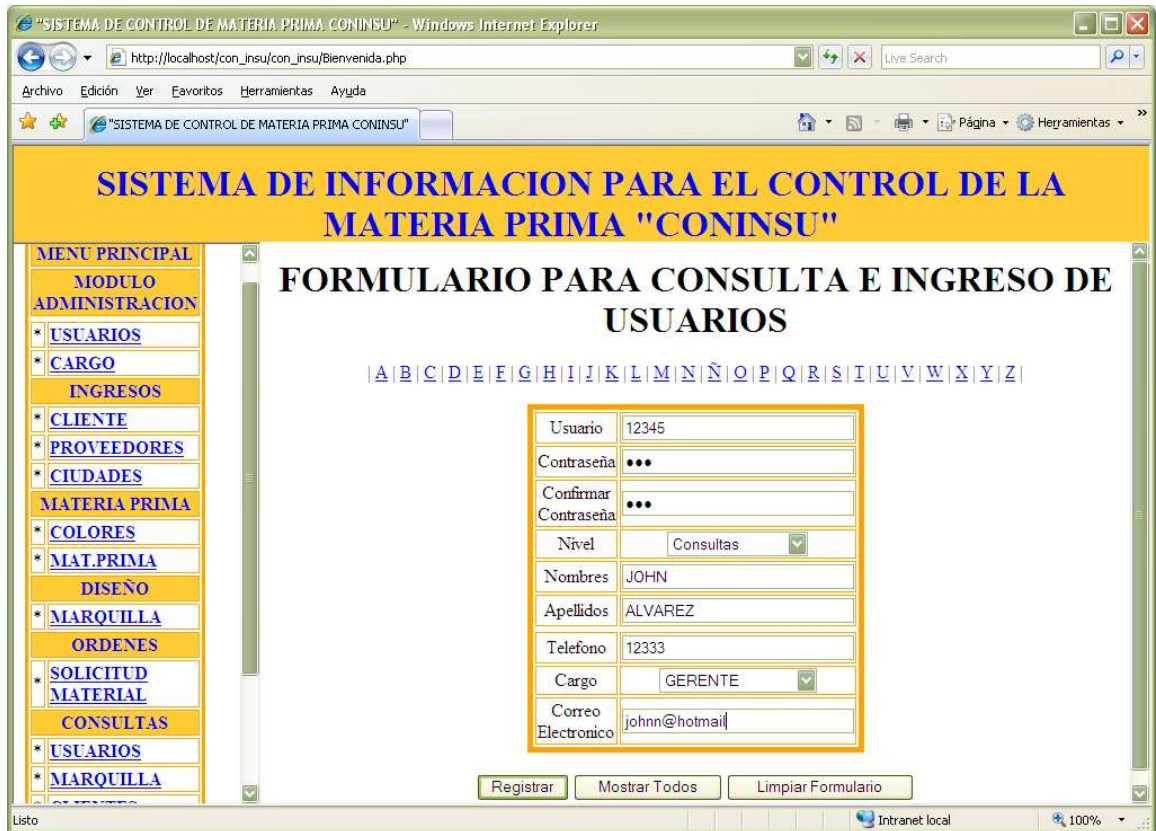 "SISTEMA DE CONTROL DE MATERIA PRIMA CONINSU" - Windows Internet Explorer
http://localhost/con_insu/con_insu/Bienvenida.php
Live Search
Archivo Edición Ver Favoritos Herramientas Ayuda
"SISTEMA DE CONTROL DE MATERIA PRIMA CONINSU"
Página Herramientas »
SISTEMA DE INFORMACION PARA EL CONTROL DE LA
MATERIA PRIMA "CONINSU"
MENU PRINCIPAL
MODULO
ADMINISTRACION
* USUARIOS
* CARGO
INGRESOS
* CLIENTE
* PROVEEDORES
* CIUDADES
MATERIA PRIMA
* COLORES
* MAT.PRIMA
DISEÑO
* MARQUILLA
ORDENES
* SOLICITUD
MATERIAL
CONSULTAS
* USUARIOS
* MARQUILLA
* CLIENTES
FORMULARIO PARA CONSULTA E INGRESO DE
USUARIOS
| A | B | C | D | E | F | G | H | I | J | K | L | M | N | Ñ | O | P | Q | R | S | T | U | V | W | X | Y | Z |
Usuario 12345
Contraseña ●●●
Confirmar
Contraseña ●●●
Nivel Consultas
Nombres JOHN
Apellidos ALVAREZ
Telefono 12333
Cargo GERENTE
Correo
Electronico johnn@hotmail
Registrar Mostrar Todos Limpiar Formulario
Listo Intranet local 100%